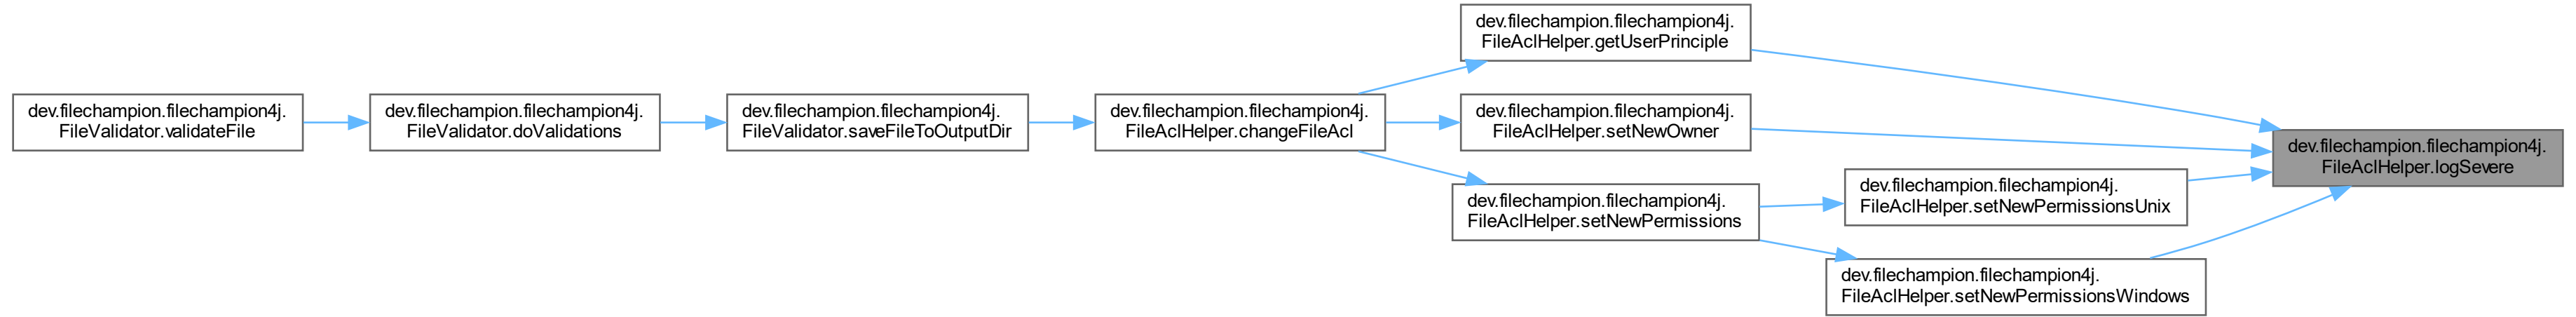 dev.filechampion.filechampion4j.
FileValidator.validateFile
dev.filechampion.filechampion4j.
FileValidator.doValidations
dev.filechampion.filechampion4j.
FileValidator.saveFileToOutputDir
dev.filechampion.filechampion4j.
FileAclHelper.changeFileAcl
dev.filechampion.filechampion4j.
FileAclHelper.getUserPrinciple
dev.filechampion.filechampion4j.
FileAclHelper.setNewOwner
dev.filechampion.filechampion4j.
FileAclHelper.setNewPermissions
dev.filechampion.filechampion4j.
FileAclHelper.setNewPermissionsUnix
dev.filechampion.filechampion4j.
FileAclHelper.setNewPermissionsWindows
dev.filechampion.filechampion4j.
FileAclHelper.logSevere